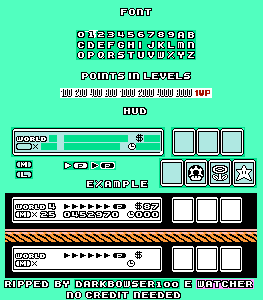 FONT
0123456789AB
CDEFGHIJKLMN
OPQRSTUVWXYZ
POINTS IN LEVELS
100 200 400 800 1000 2000 4000 8000 1UP
HUD
WORLD $
×
(M) P P
(L)
EXAMPLE
WORLD 4 P $87
(M)× 25 0452970 000
WORLD P $
(M)×
RIPPED BY DARKBOWSER100 E WATCHER
NO CREDIT NEEDED